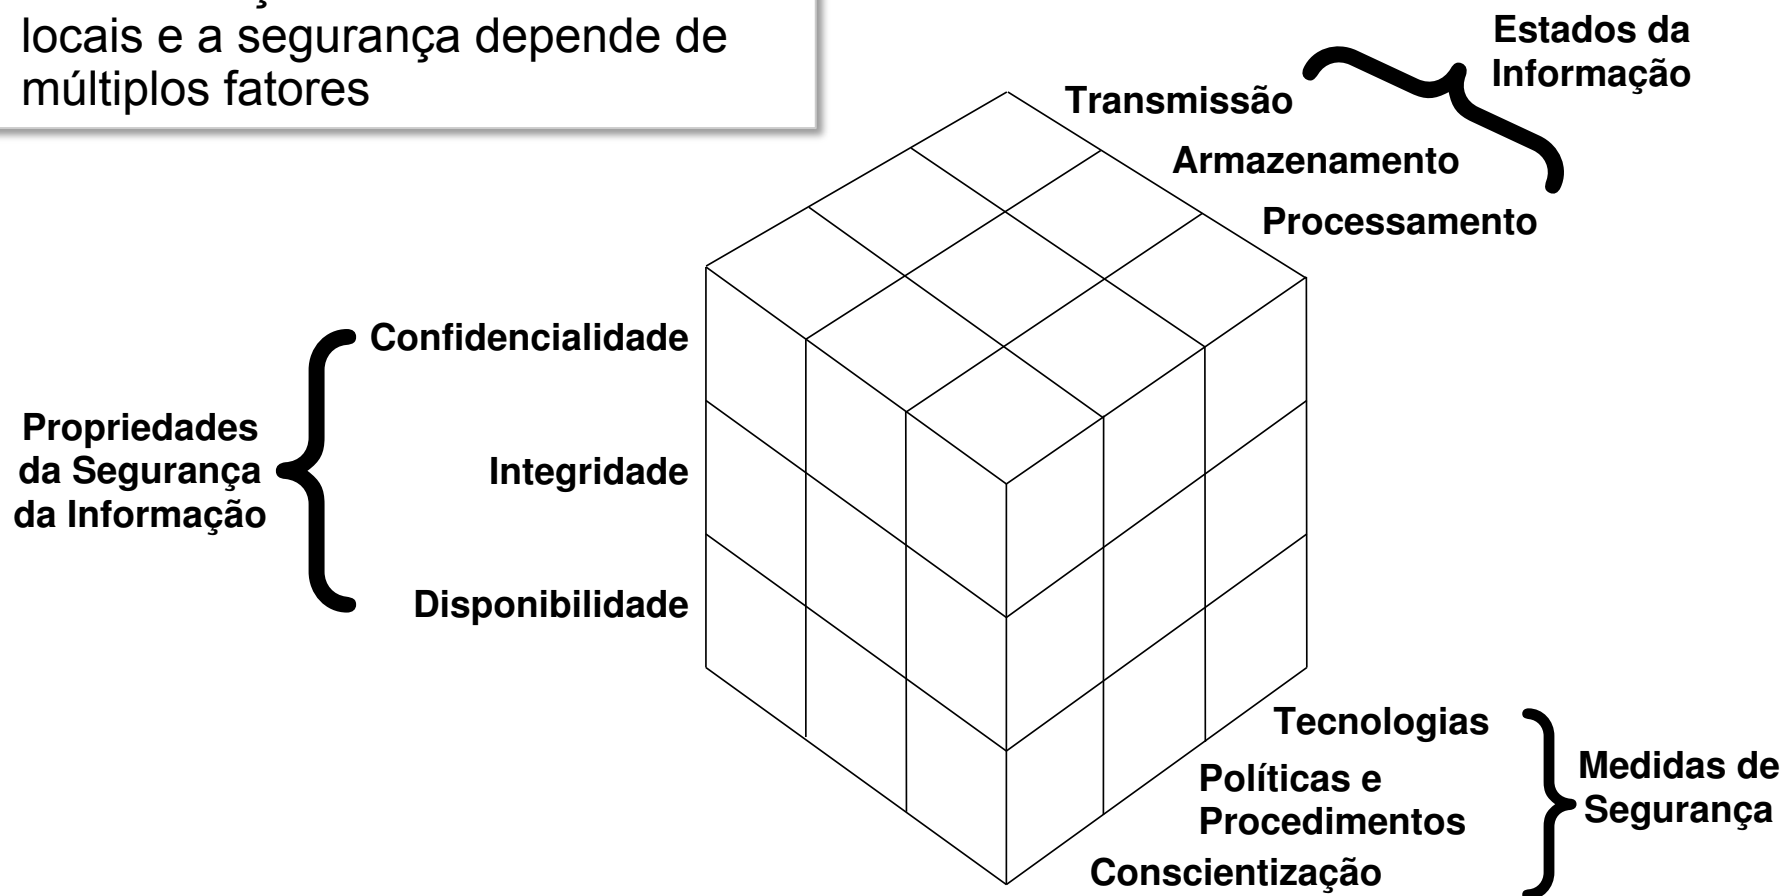 locais e a segurança depende de
múltiplos fatores
Estados da
Informação
Transmissão
Armazenamento
Processamento
Confidencialidade
Propriedades
da Segurança
da Informação
Integridade
Disponibilidade
Tecnologias
Políticas e
Procedimentos
Conscientização
Medidas de
Segurança